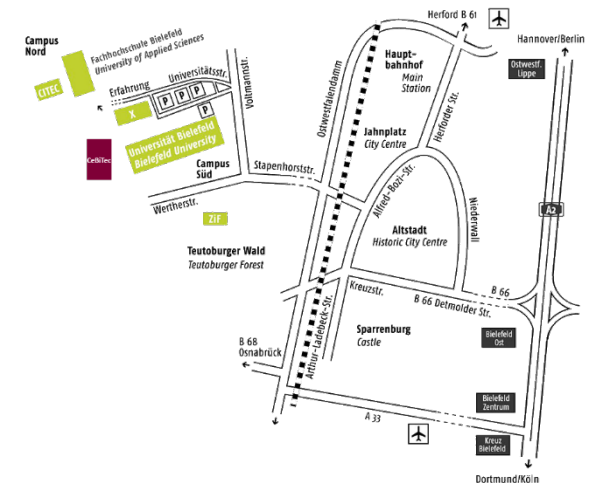 Herford B 61
Campus
Nord
Fachhochschule Bielefeld
University of Applied Sciences
Hannover/Berlin
Haupt-
bahnhof
Main
Station
Ostwestf.
Lippe
CITEC
Erfahrung
Universitätsstr.
Voltmannstr.
Ostwestfalendamm
Herforder Str.
X
P P P
P
Jahnplatz
City Centre
Universität Bielefeld
Bielefeld University
CeBiTec
Campus
Süd
Stapenhorststr.
Alfred-Bozi-Str.
Niederwall
Wertherstr.
ZiF
A2
Altstadt
Historic City Centre
Teutoburger Wald
Teutoburger Forest
Kreuzstr.
B 66
B 66 Detmolder Str.
Arthur-Ladebeck-Str.
Sparrenburg
Castle
Bielefeld
Ost
B 68
Osnabrück
Bielefeld
Zentrum
A 33
Kreuz
Bielefeld
Dortmund/Köln